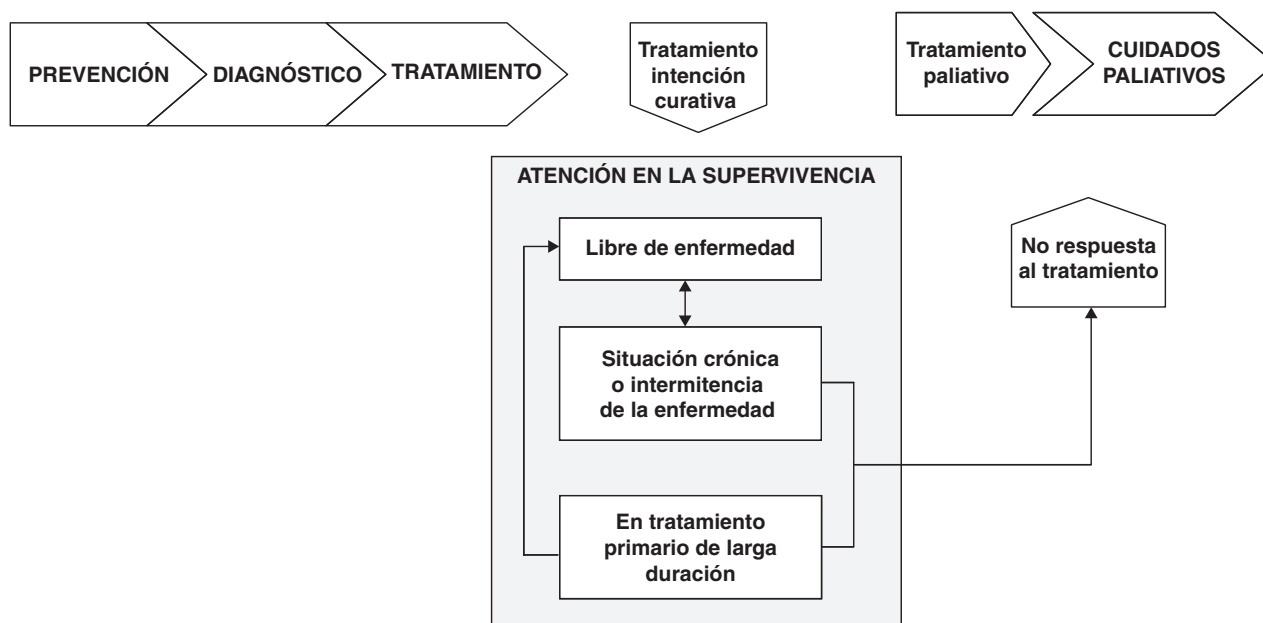 PREVENCIÓN
DIAGNÓSTICO
TRATAMIENTO
Tratamiento
intención
curativa
Tratamiento
paliativo
CUIDADOS
PALIATIVOS
ATENCIÓN EN LA SUPERVIVENCIA
Libre de enfermedad
No respuesta
al tratamiento
Situación crónica
o intermitencia
de la enfermedad
En tratamiento
primario de larga
duración